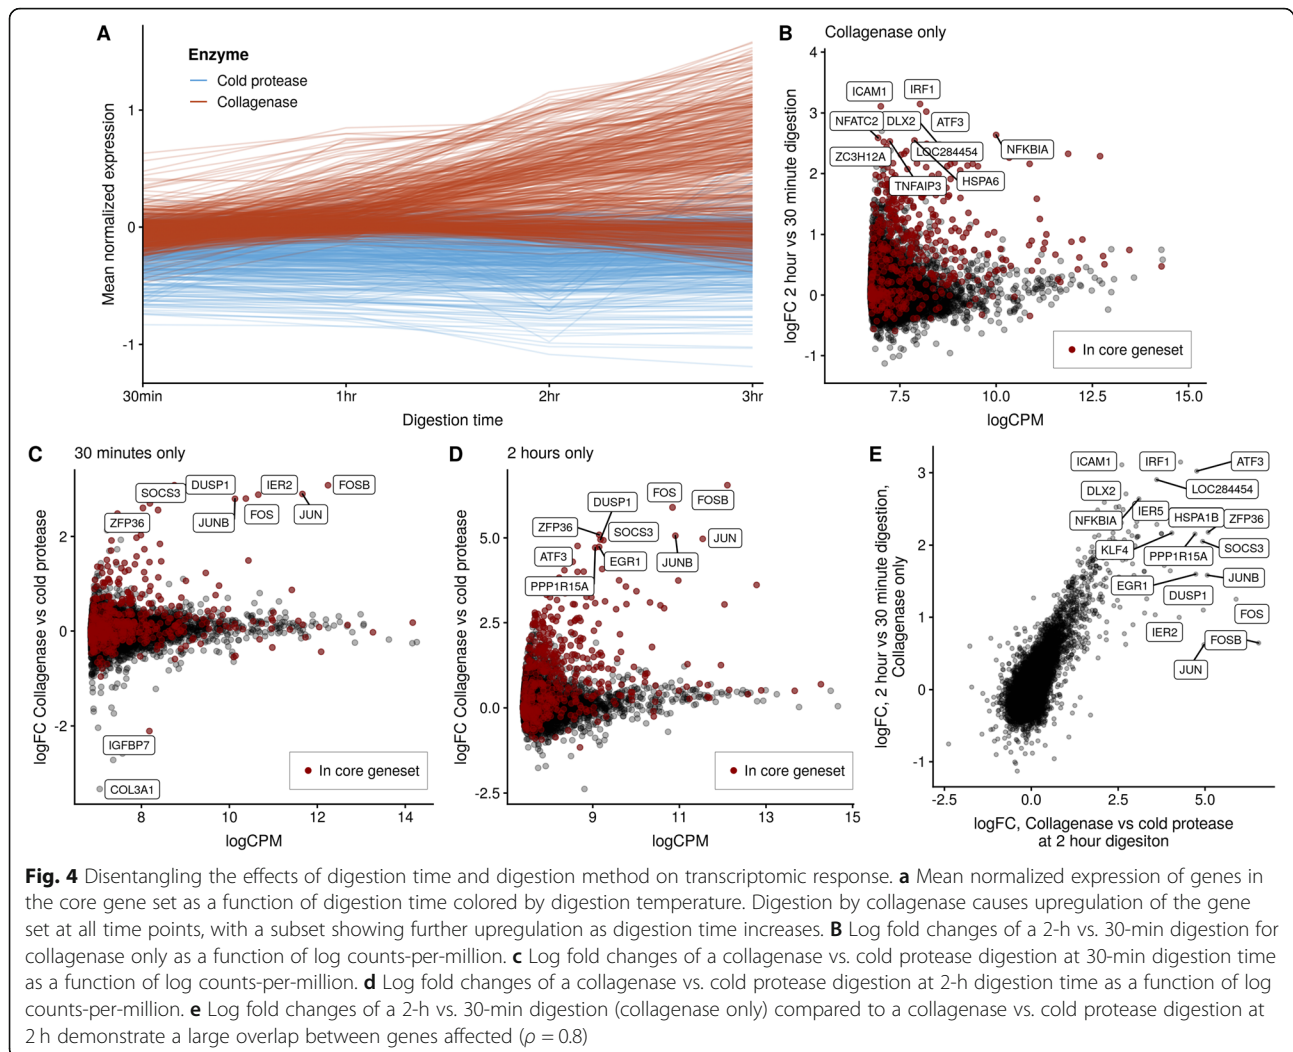 A
Enzyme
Cold protease
Collagenase
Mean normalized expression
1
0
-1
30min
1hr
2hr
3hr
Digestion time
B
Collagenase only
logFC 2 hour vs 30 minute digestion
4
3
2
1
0
-1
ICAM1
IRF1
NFATC2
DLX2
ATF3
ZC3H12A
LOC284454
NFKBIA
TNFAIP3
HSPA6
In core geneset
7.5
10.0
12.5
15.0
logCPM
C
30 minutes only
logFC Collagenase vs cold protease
2
0
-2
SOCS3
DUSP1
IER2
FOSB
ZFP36
JUNB
FOS
JUN
IGFBP7
COL3A1
In core geneset
8
10
12
14
logCPM
D
2 hours only
logFC Collagenase vs cold protease
5.0
2.5
0.0
-2.5
FOS
FOSB
DUSP1
ZFP36
SOCS3
JUN
ATF3
EGR1
JUNB
PPP1R15A
In core geneset
9
11
13
15
logCPM
E
logFC, 2 hour vs 30 minute digestion,
Collagenase only
3
2
1
0
-1
ICAM1
IRF1
ATF3
DLX2
LOC284454
NFKBIA
IER5
HSPA1B
ZFP36
KLF4
PPP1R15A
SOCS3
EGR1
DUSP1
JUNB
IER2
FOS
FOSB
JUN
-2.5
0.0
2.5
5.0
logFC, Collagenase vs cold protease
at 2 hour digesiton
Fig. 4 Disentangling the effects of digestion time and digestion method on transcriptomic response. a Mean normalized expression of genes in
the core gene set as a function of digestion time colored by digestion temperature. Digestion by collagenase causes upregulation of the gene
set at all time points, with a subset showing further upregulation as digestion time increases. B Log fold changes of a 2-h vs. 30-min digestion for
collagenase only as a function of log counts-per-million. c Log fold changes of a collagenase vs. cold protease digestion at 30-min digestion time
as a function of log counts-per-million. d Log fold changes of a collagenase vs. cold protease digestion at 2-h digestion time as a function of log
counts-per-million. e Log fold changes of a 2-h vs. 30-min digestion (collagenase only) compared to a collagenase vs. cold protease digestion at
2 h demonstrate a large overlap between genes affected (ρ = 0.8)